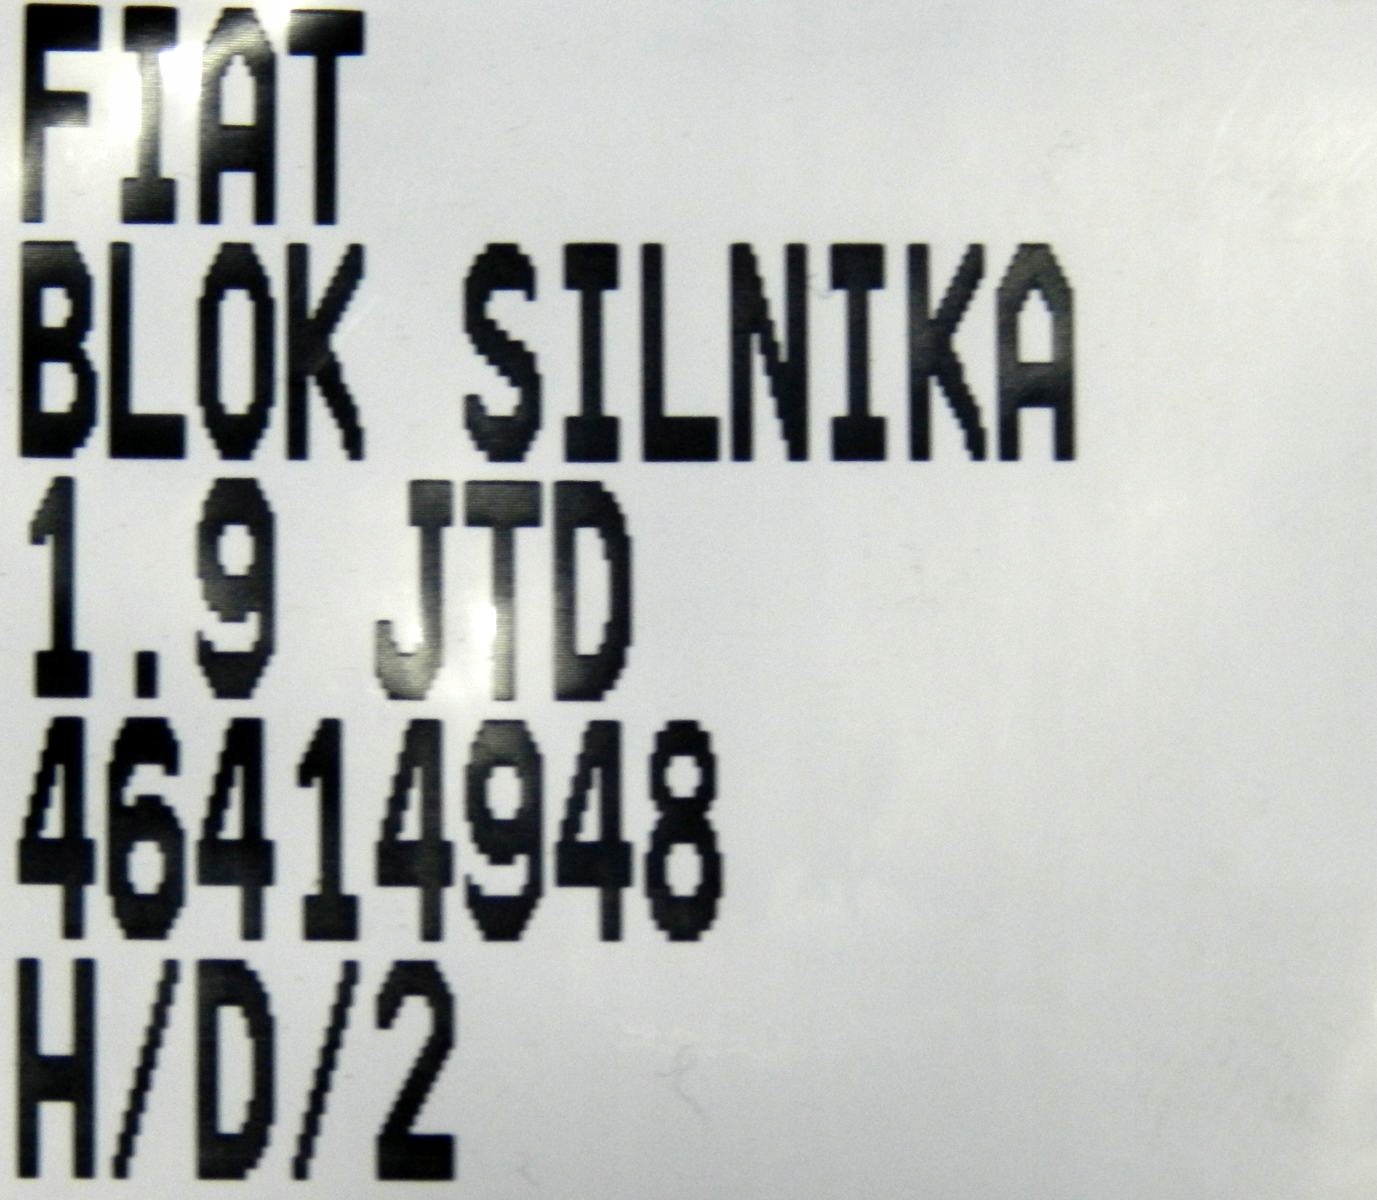 FIAT
BLOK SILNIKA
1.9 JTD
46414948
H/D/2